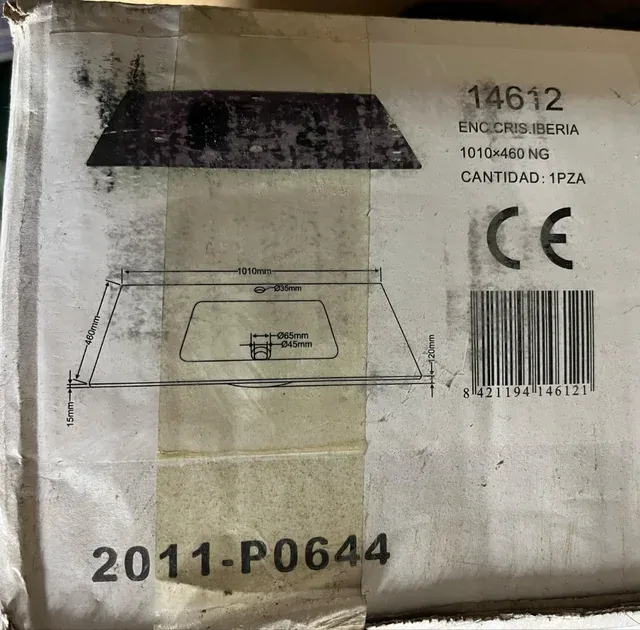 14612
ENC.CRIS.IBERIA
1010×460 NG
CANTIDAD: 1PZA
CE
1010mm
Ø35mm
460mm
Ø65mm
Ø45mm
120mm
15mm
8 421194 146121
2011-P0644